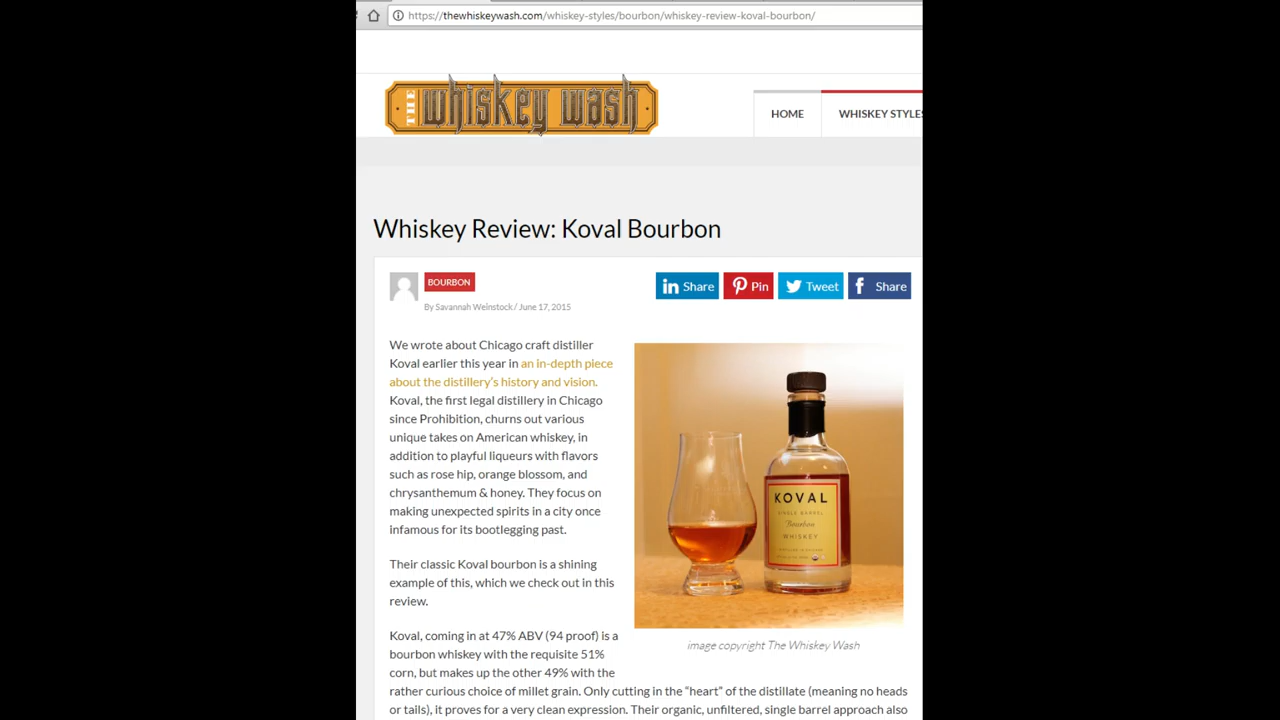 https://thewhiskeywash.com/whiskey-styles/bourbon/whiskey-review-koval-bourbon/
THE whiskey wash
HOME
WHISKEY STYLES
Whiskey Review: Koval Bourbon
BOURBON
By Savannah Weinstock / June 17, 2015
Share
Pin
Tweet
Share
We wrote about Chicago craft distiller
Koval earlier this year in an in-depth piece
about the distillery's history and vision.
Koval, the first legal distillery in Chicago
since Prohibition, churns out various
unique takes on American whiskey, in
addition to playful liqueurs with flavors
such as rose hip, orange blossom, and
chrysanthemum & honey. They focus on
making unexpected spirits in a city once
infamous for its bootlegging past.
Their classic Koval bourbon is a shining
example of this, which we check out in this
review.
KOVAL
SINGLE BARREL
Bourbon
WHISKEY
image copyright The Whiskey Wash
Koval, coming in at 47% ABV (94 proof) is a
bourbon whiskey with the requisite 51%
corn, but makes up the other 49% with the
rather curious choice of millet grain. Only cutting in the “heart” of the distillate (meaning no heads
or tails), it proves for a very clean expression. Their organic, unfiltered, single barrel approach also